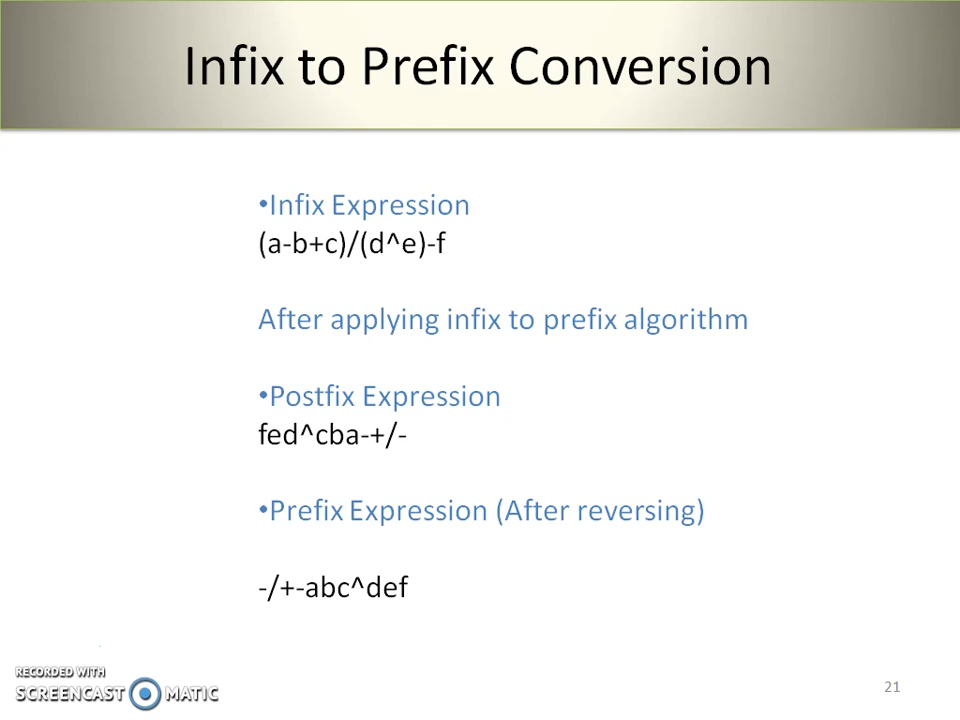 Infix to Prefix Conversion
•Infix Expression
(a-b+c)/(d^e)-f
After applying infix to prefix algorithm
•Postfix Expression
fed^cba-+/-
•Prefix Expression (After reversing)
-/+-abc^def
RECORDED WITH
SCREENCAST MATIC
21